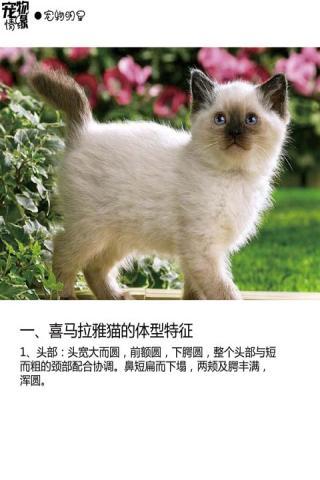 宠物情缘
●宠物明星
一、喜马拉雅猫的体型特征
1、头部：头宽大而圆，前额圆，下腭圆，整个头部与短
而粗的颈部配合协调。鼻短扁而下塌，两颊及腭丰满，
浑圆。